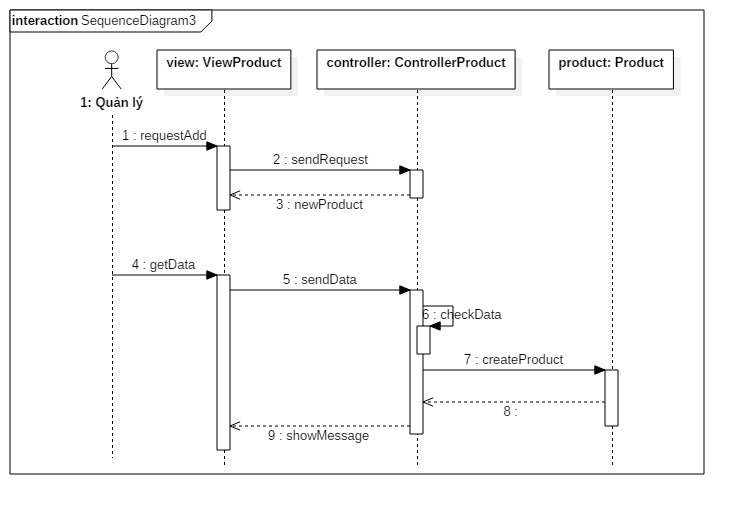 interaction SequenceDiagram3
view: ViewProduct
controller: ControllerProduct
product: Product
1: Quản lý
1 : requestAdd
2 : sendRequest
3 : newProduct
4 : getData
5 : sendData
6 : checkData
7 : createProduct
8 :
9 : showMessage